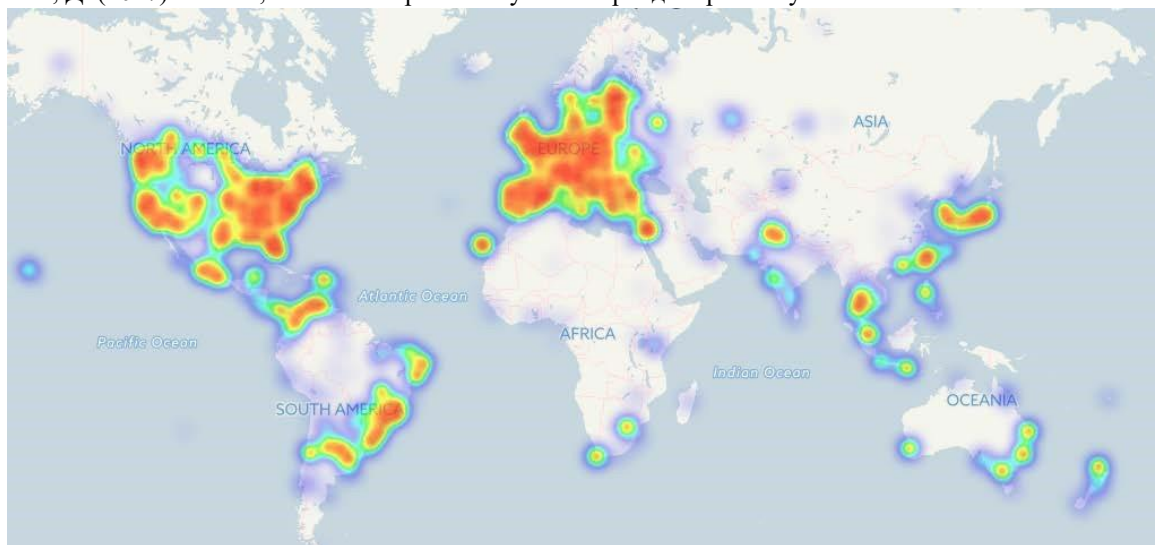 ASIA
NORTH AMERICA
EUROPE
Atlantic Ocean
AFRICA
Pacific Ocean
Indian Ocean
SOUTH AMERICA
OCEANIA